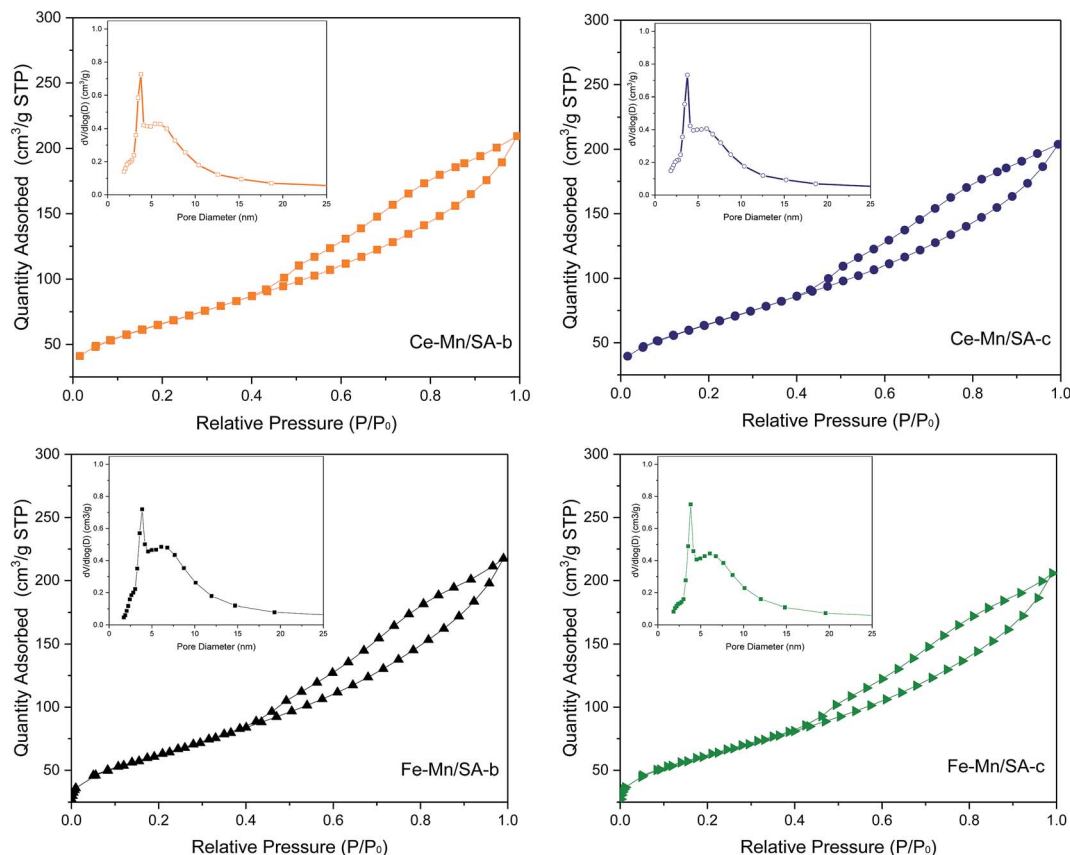 300
250
200
150
100
50
Quantity Adsorbed (cm³/g STP)
0.0 0.2 0.4 0.6 0.8 1.0
Relative Pressure (P/P₀)
Ce-Mn/SA-b
1.0
0.8
0.6
0.4
0.2
0.0
dV/dlog(D) (cm³/g)
0 5 10 15 20 25
Pore Diameter (nm)
300
250
200
150
100
50
Quantity Adsorbed (cm³/g STP)
0.0 0.2 0.4 0.6 0.8 1.0
Relative Pressure (P/P₀)
Ce-Mn/SA-c
1.0
0.8
0.6
0.4
0.2
0.0
dV/dlog(D) (cm³/g)
0 5 10 15 20 25
Pore Diameter (nm)
300
250
200
150
100
50
Quantity Adsorbed (cm³/g STP)
0.0 0.2 0.4 0.6 0.8 1.0
Relative Pressure (P/P₀)
Fe-Mn/SA-b
1.0
0.8
0.6
0.4
0.2
0.0
dV/dlog(D) (cm3/g)
0 5 10 15 20 25
Pore Diameter (nm)
300
250
200
150
100
50
Quantity Adsorbed (cm³/g STP)
0.0 0.2 0.4 0.6 0.8 1.0
Relative Pressure (P/P₀)
Fe-Mn/SA-c
1.0
0.8
0.6
0.4
0.2
0.0
dV/dlog(D) (cm3/g)
0 5 10 15 20 25
Pore Diameter (nm)